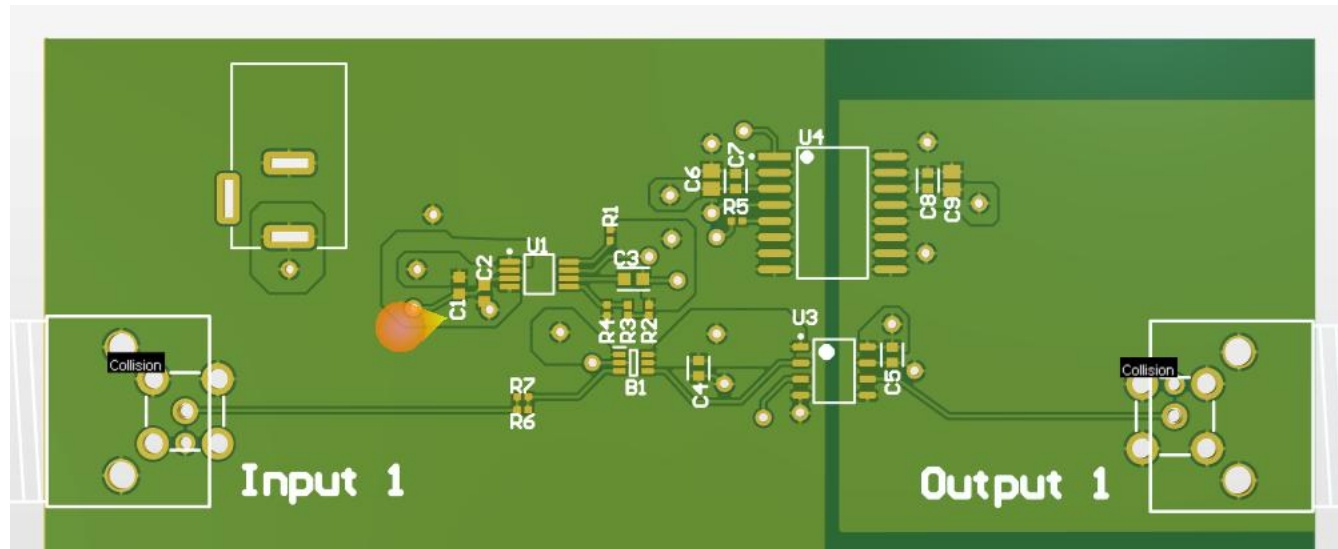 U4
C7
C6
R5
C8
C9
R1
U1
C2
C3
C1
R4
R3
R2
U3
Collision
B1
C4
C5
Collision
R7
R6
Input 1
Output 1